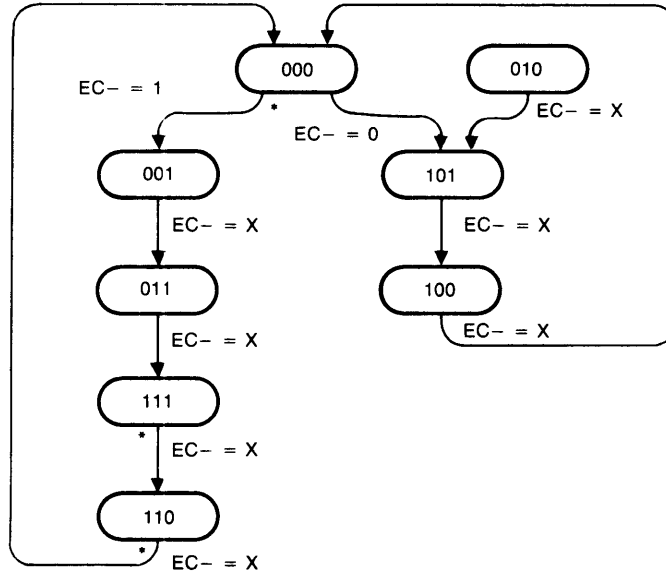 000
010
EC– = 1
*
EC– = 0
EC– = X
001
101
EC– = X
EC– = X
011
100
EC– = X
EC– = X
111
*
EC– = X
110
*
EC– = X